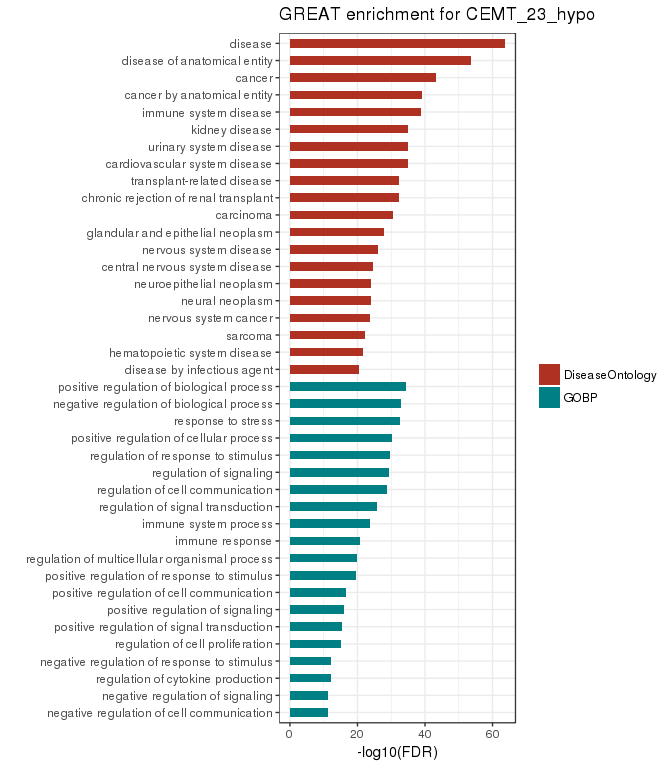 GREAT enrichment for CEMT_23_hypo
disease
disease of anatomical entity
cancer
cancer by anatomical entity
immune system disease
kidney disease
urinary system disease
cardiovascular system disease
transplant-related disease
chronic rejection of renal transplant
carcinoma
glandular and epithelial neoplasm
nervous system disease
central nervous system disease
neuroepithelial neoplasm
neural neoplasm
nervous system cancer
sarcoma
hematopoietic system disease
disease by infectious agent
positive regulation of biological process
negative regulation of biological process
response to stress
positive regulation of cellular process
regulation of response to stimulus
regulation of signaling
regulation of cell communication
regulation of signal transduction
immune system process
immune response
regulation of multicellular organismal process
positive regulation of response to stimulus
positive regulation of cell communication
positive regulation of signaling
positive regulation of signal transduction
regulation of cell proliferation
negative regulation of response to stimulus
regulation of cytokine production
negative regulation of signaling
negative regulation of cell communication
0 20 40 60
-log10(FDR)
DiseaseOntology
GOBP